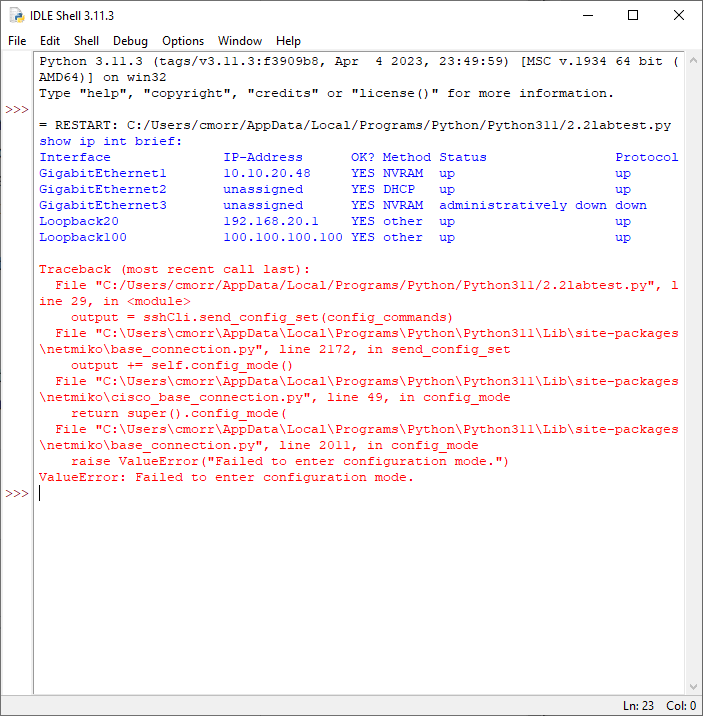 IDLE Shell 3.11.3
File Edit Shell Debug Options Window Help
Python 3.11.3 (tags/v3.11.3:f3909b8, Apr  4 2023, 23:49:59) [MSC v.1934 64 bit (
AMD64)] on win32
Type "help", "copyright", "credits" or "license()" for more information.
>>>
= RESTART: C:/Users/cmorr/AppData/Local/Programs/Python/Python311/2.2labtest.py
show ip int brief:
Interface              IP-Address      OK? Method Status                Protocol
GigabitEthernet1       10.10.20.48     YES NVRAM  up                    up
GigabitEthernet2       unassigned      YES DHCP   up                    up
GigabitEthernet3       unassigned      YES NVRAM  administratively down down
Loopback20             192.168.20.1    YES other  up                    up
Loopback100            100.100.100.100 YES other  up                    up
Traceback (most recent call last):
  File "C:/Users/cmorr/AppData/Local/Programs/Python/Python311/2.2labtest.py", l
ine 29, in <module>
    output = sshCli.send_config_set(config_commands)
  File "C:\Users\cmorr\AppData\Local\Programs\Python\Python311\Lib\site-packages
\netmiko\base_connection.py", line 2172, in send_config_set
    output += self.config_mode()
  File "C:\Users\cmorr\AppData\Local\Programs\Python\Python311\Lib\site-packages
\netmiko\cisco_base_connection.py", line 49, in config_mode
    return super().config_mode(
  File "C:\Users\cmorr\AppData\Local\Programs\Python\Python311\Lib\site-packages
\netmiko\base_connection.py", line 2011, in config_mode
    raise ValueError("Failed to enter configuration mode.")
ValueError: Failed to enter configuration mode.
>>>
Ln: 23 Col: 0